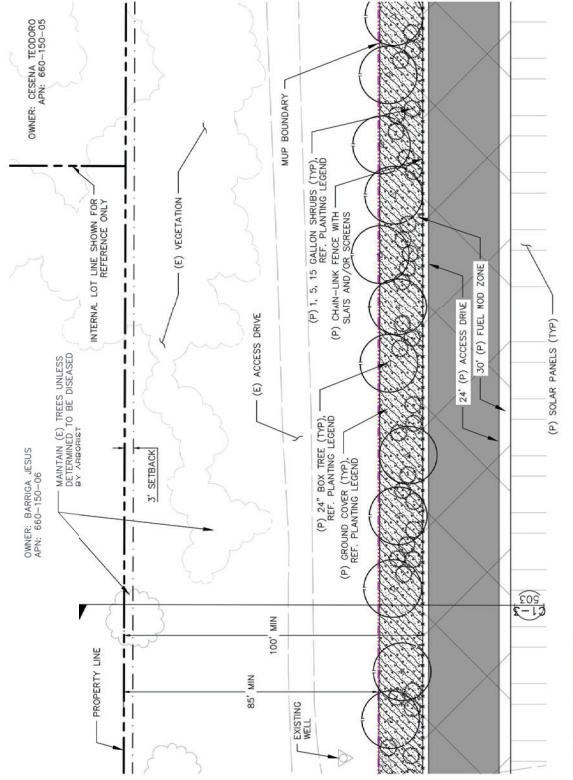 OWNER: CESENA TEODORO
APN: 660-150-05
INTERNAL LOT LINE SHOWN FOR
REFERENCE ONLY
OWNER: BARRIGA JESUS
APN: 660-150-06
MAINTAIN (E) TREES UNLESS
DETERMINED TO BE DISEASED
BY ARBORIST
PROPERTY LINE
3' SETBACK
(E) VEGETATION
100' MIN
85' MIN
EXISTING
WELL
(E) ACCESS DRIVE
MUP BOUNDARY
(P) 1, 5, 15 GALLON SHRUBS (TYP),
REF. PLANTING LEGEND
(P) CHAIN-LINK FENCE WITH
SLATS AND/OR SCREENS
(P) 24" BOX TREE (TYP),
REF. PLANTING LEGEND
(P) GROUND COVER (TYP),
REF. PLANTING LEGEND
24' (P) ACCESS DRIVE
30' (P) FUEL MOD ZONE
(P) SOLAR PANELS (TYP)
C1-3
503